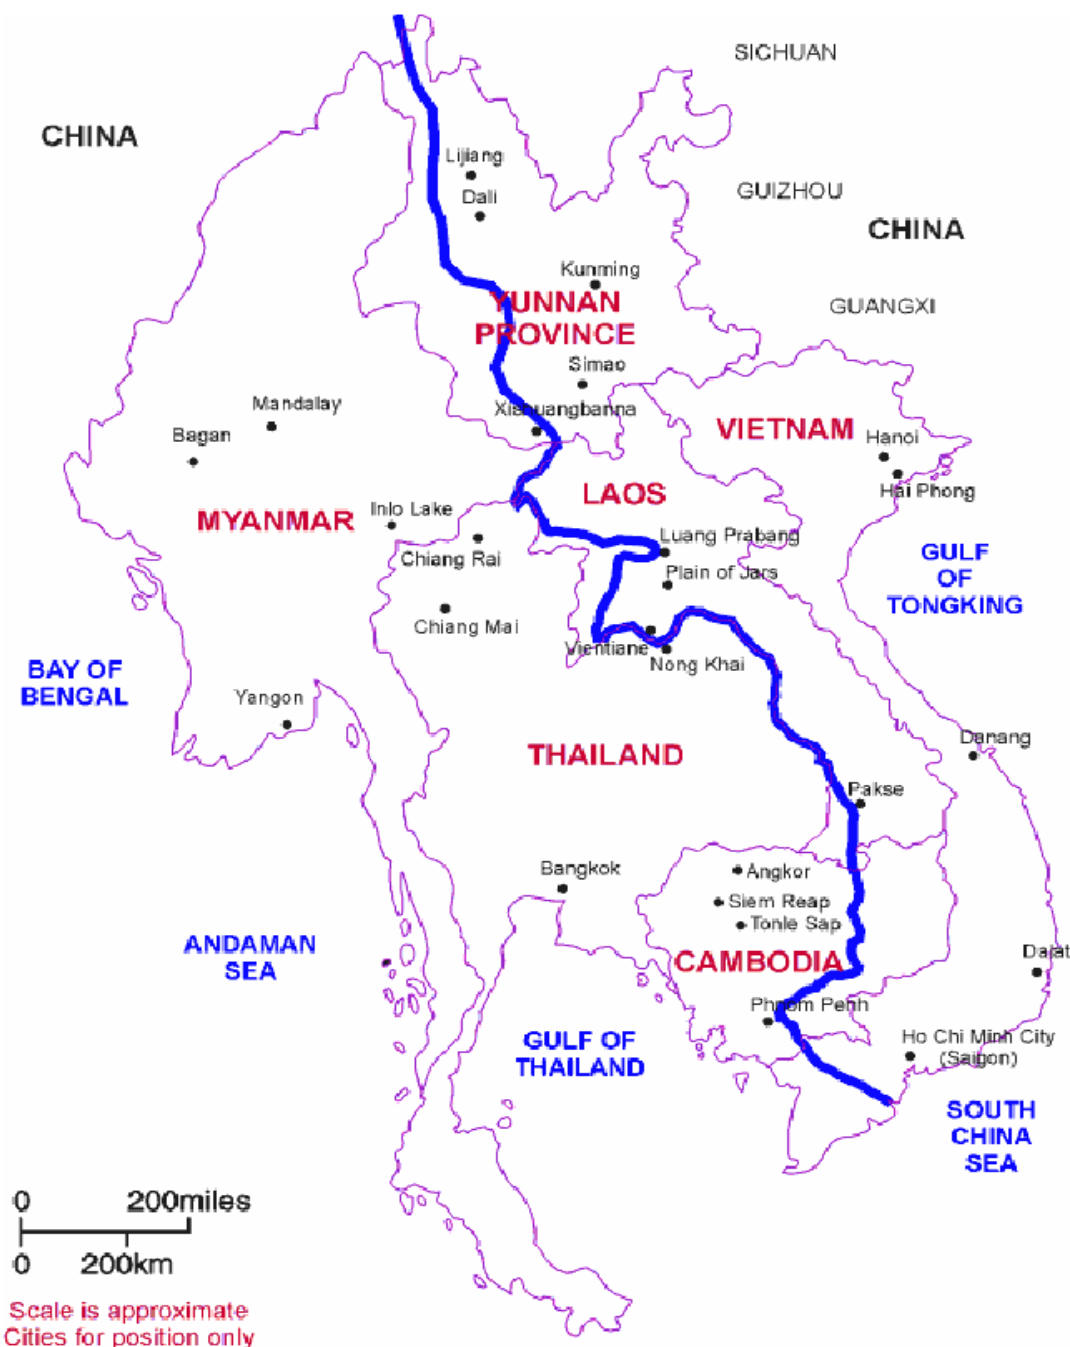 SICHUAN
CHINA
Lijiang
Dali
GUIZHOU
CHINA
Kunming
YUNNAN
PROVINCE
GUANGXI
Simao
Xishuangbanna
Mandalay
Bagan
VIETNAM
Hanoi
Hai Phong
LAOS
MYANMAR
Inlo Lake
Chiang Rai
Luang Prabang
Plain of Jars
GULF
OF
TONGKING
Chiang Mai
Vientiane
Nong Khai
BAY OF
BENGAL
Yangon
THAILAND
Danang
Pakse
Bangkok
Angkor
Siem Reap
Tonle Sap
CAMBODIA
ANDAMAN
SEA
Dalat
Phnom Penh
GULF OF
THAILAND
Ho Chi Minh City
(Saigon)
SOUTH
CHINA
SEA
0 200miles
0 200km
Scale is approximate
Cities for position only